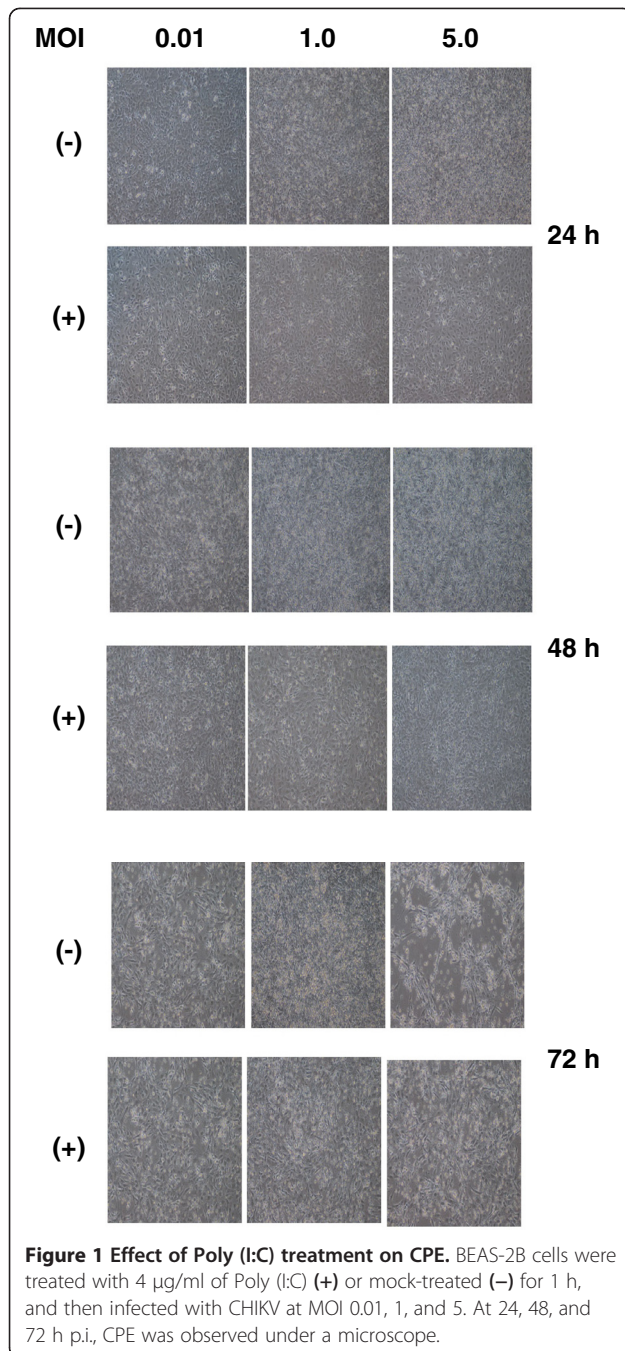 MOI 0.01 1.0 5.0
(-)
24 h
(+)
(-)
48 h
(+)
(-)
72 h
(+)
Figure 1 Effect of Poly (I:C) treatment on CPE. BEAS-2B cells were
treated with 4 µg/ml of Poly (I:C) (+) or mock-treated (−) for 1 h,
and then infected with CHIKV at MOI 0.01, 1, and 5. At 24, 48, and
72 h p.i., CPE was observed under a microscope.